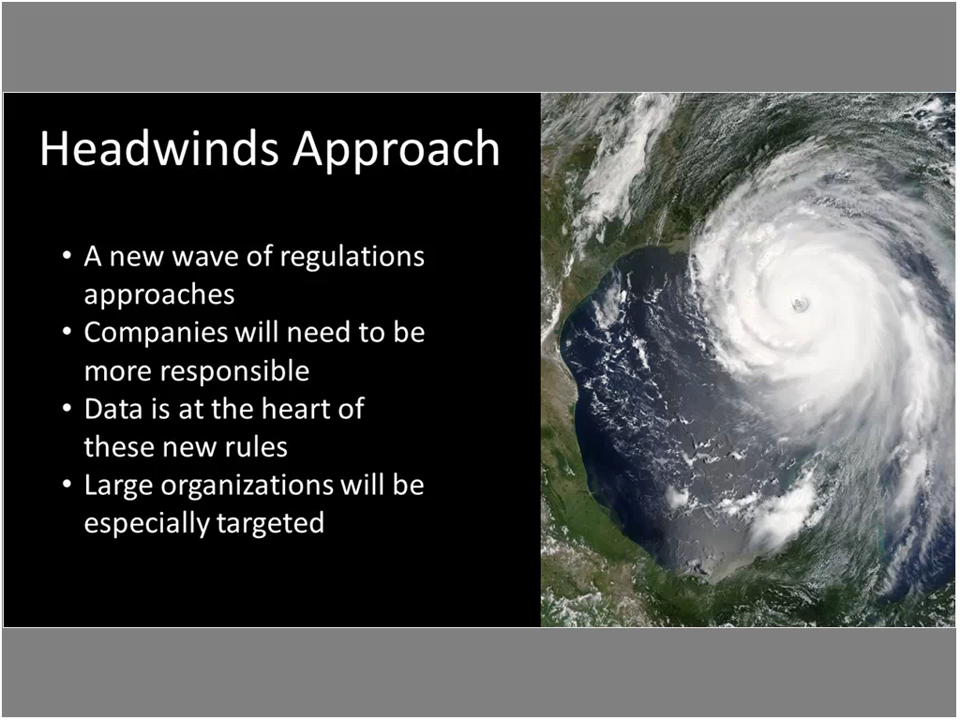 Headwinds Approach
• A new wave of regulations
approaches
• Companies will need to be
more responsible
• Data is at the heart of
these new rules
• Large organizations will be
especially targeted